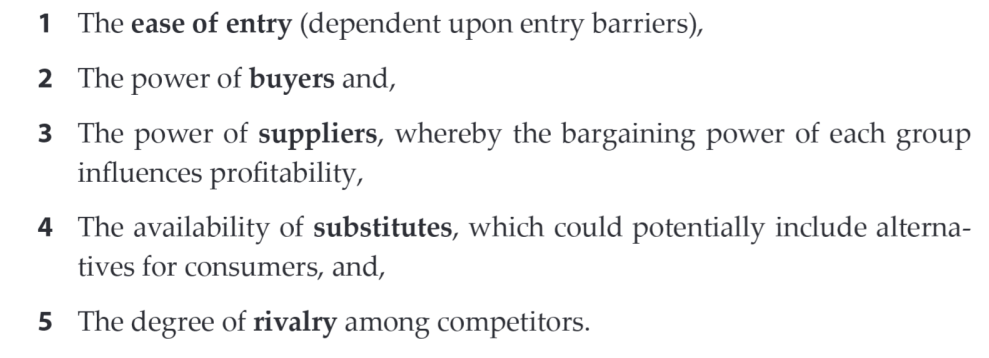 1 The ease of entry (dependent upon entry barriers),
2 The power of buyers and,
3 The power of suppliers, whereby the bargaining power of each group
influences profitability,
4 The availability of substitutes, which could potentially include alterna-
tives for consumers, and,
5 The degree of rivalry among competitors.